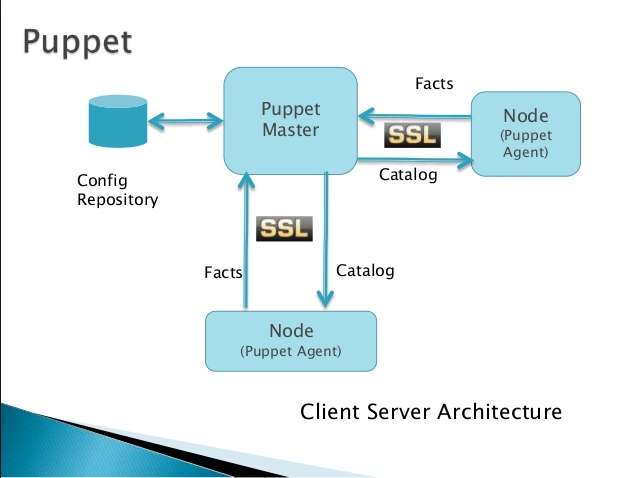 Puppet
Facts
Puppet
Master
Node
(Puppet
Agent)
SSL
Catalog
Config
Repository
SSL
Facts
Catalog
Node
(Puppet Agent)
Client Server Architecture